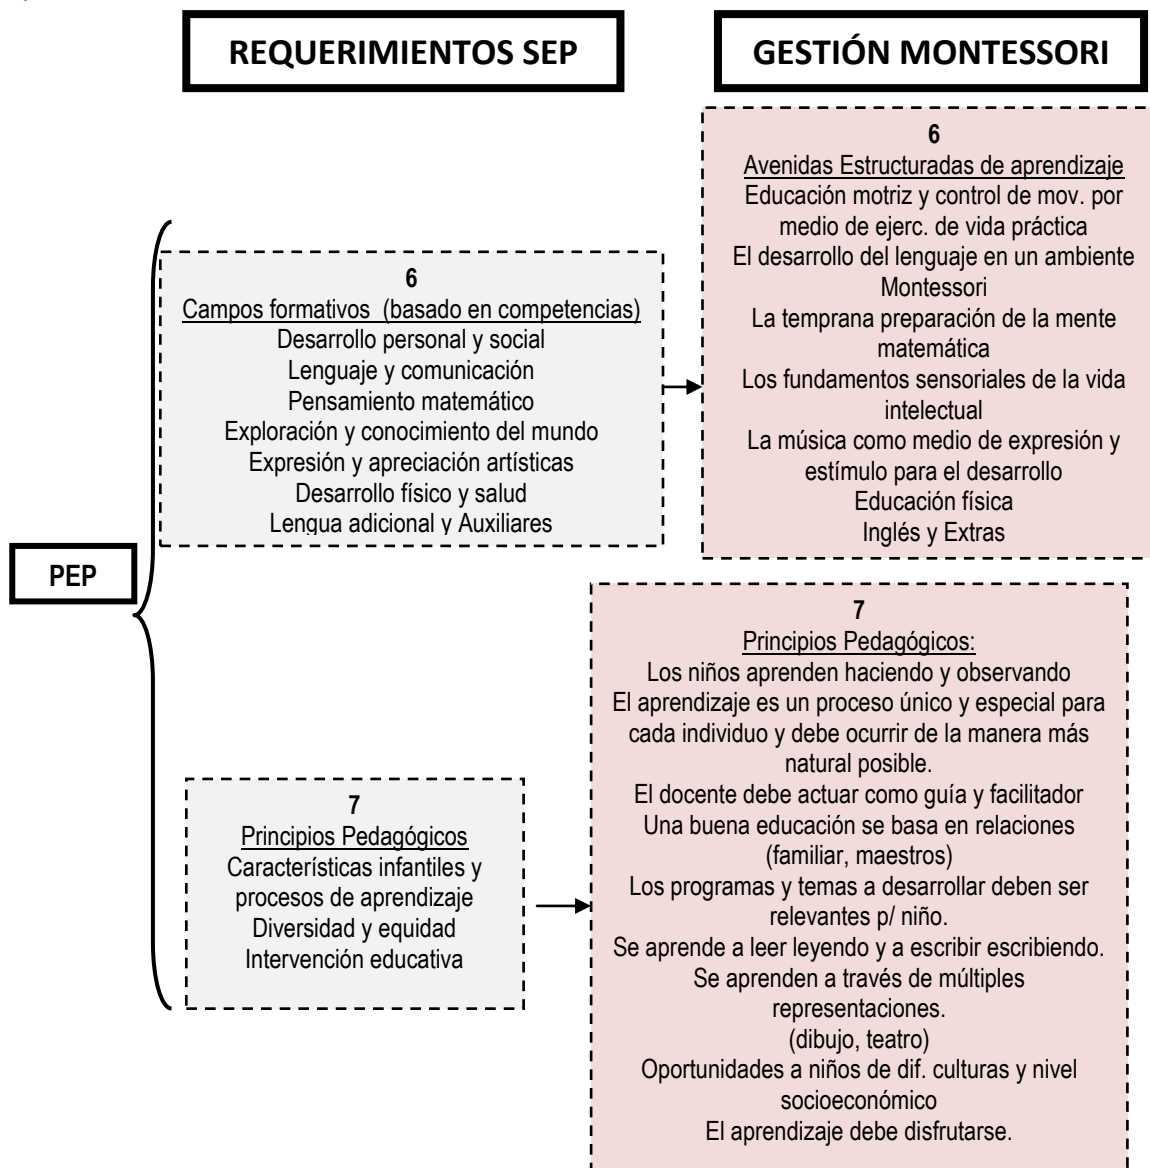 REQUERIMIENTOS SEP
GESTIÓN MONTESSORI
6
Campos formativos (basado en competencias)
Desarrollo personal y social
Lenguaje y comunicación
Pensamiento matemático
Exploración y conocimiento del mundo
Expresión y apreciación artísticas
Desarrollo físico y salud
Lengua adicional y Auxiliares
6
Avenidas Estructuradas de aprendizaje
Educación motriz y control de mov. por
medio de ejerc. de vida práctica
El desarrollo del lenguaje en un ambiente
Montessori
La temprana preparación de la mente
matemática
Los fundamentos sensoriales de la vida
intelectual
La música como medio de expresión y
estímulo para el desarrollo
Educación física
Inglés y Extras
PEP
7
Principios Pedagógicos
Características infantiles y
procesos de aprendizaje
Diversidad y equidad
Intervención educativa
7
Principios Pedagógicos:
Los niños aprenden haciendo y observando
El aprendizaje es un proceso único y especial para
cada individuo y debe ocurrir de la manera más
natural posible.
El docente debe actuar como guía y facilitador
Una buena educación se basa en relaciones
(familiar, maestros)
Los programas y temas a desarrollar deben ser
relevantes p/ niño.
Se aprende a leer leyendo y a escribir escribiendo.
Se aprenden a través de múltiples
representaciones.
(dibujo, teatro)
Oportunidades a niños de dif. culturas y nivel
socioeconómico
El aprendizaje debe disfrutarse.